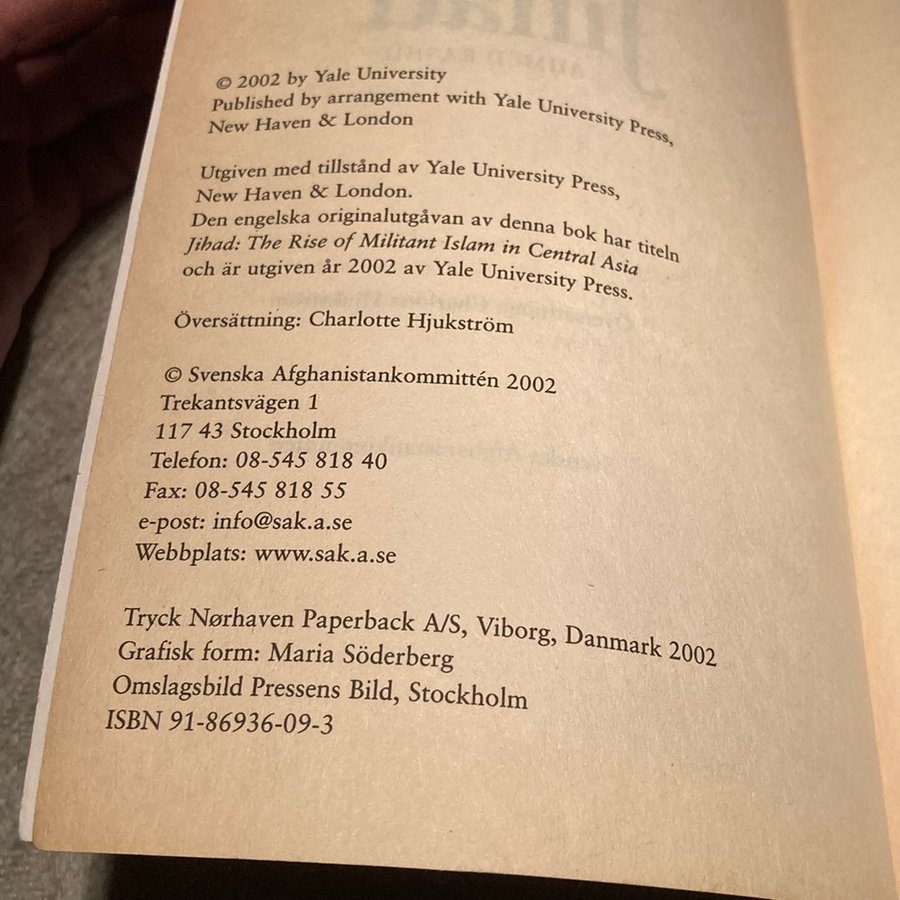 © 2002 by Yale University
Published by arrangement with Yale University Press,
New Haven & London
Utgiven med tillstånd av Yale University Press,
New Haven & London.
Den engelska originalutgåvan av denna bok har titeln
Jihad: The Rise of Militant Islam in Central Asia
och är utgiven år 2002 av Yale University Press.
Översättning: Charlotte Hjukström
© Svenska Afghanistankommittén 2002
Trekantsvägen 1
117 43 Stockholm
Telefon: 08-545 818 40
Fax: 08-545 818 55
e-post: info@sak.a.se
Webbplats: www.sak.a.se
Tryck Nørhaven Paperback A/S, Viborg, Danmark 2002
Grafisk form: Maria Söderberg
Omslagsbild Pressens Bild, Stockholm
ISBN 91-86936-09-3